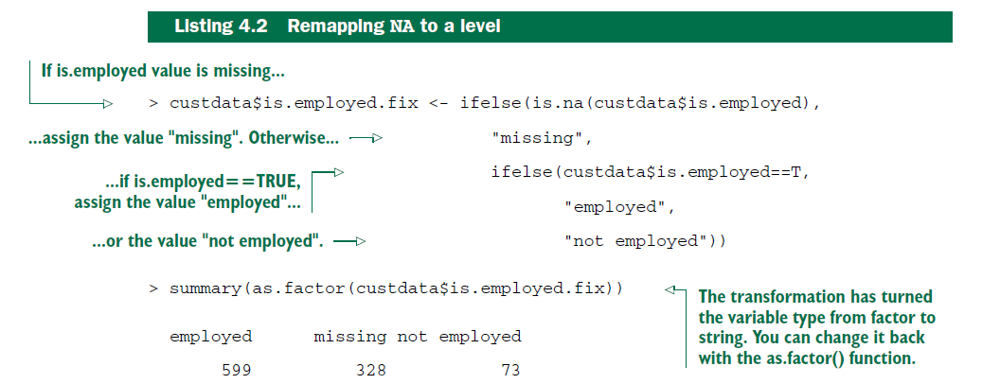 Listing 4.2 Remapping NA to a level
If is.employed value is missing...
> custdata$is.employed.fix <- ifelse(is.na(custdata$is.employed),
...assign the value "missing". Otherwise...
"missing",
ifelse(custdata$is.employed==T,
...if is.employed==TRUE,
assign the value "employed"...
"employed",
...or the value "not employed".
"not employed"))
> summary(as.factor(custdata$is.employed.fix))
The transformation has turned
the variable type from factor to
string. You can change it back
with the as.factor() function.
employed missing not employed
599 328 73